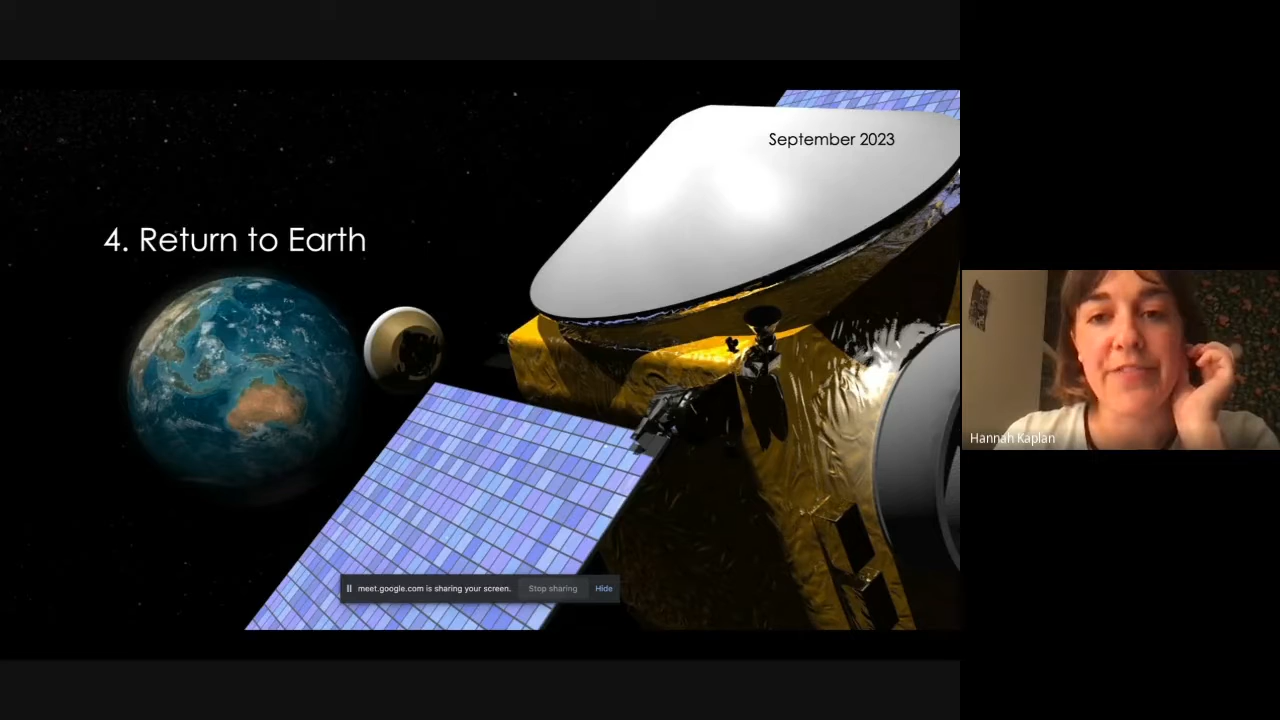 September 2023
4. Return to Earth
Hannah Kaplan
meet.google.com is sharing your screen. Stop sharing Hide